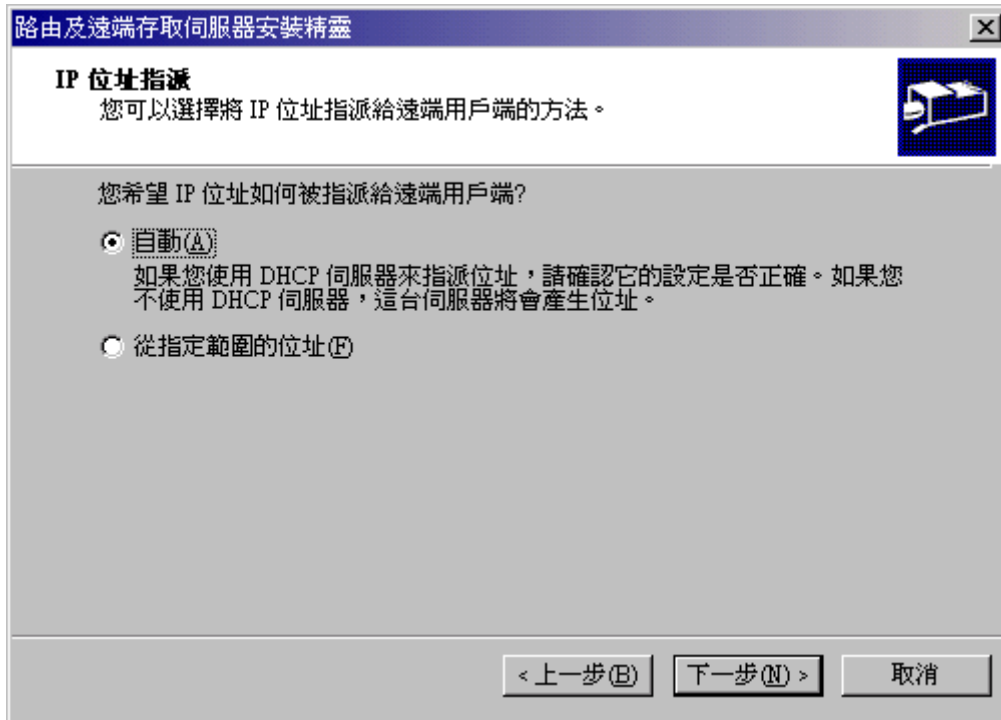 路由及遠端存取伺服器安裝精靈
IP 位址指派
您可以選擇將 IP 位址指派給遠端用戶端的方法。
您希望 IP 位址如何被指派給遠端用戶端?
自動(A)
如果您使用 DHCP 伺服器來指派位址，請確認它的設定是否正確。如果您
不使用 DHCP 伺服器，這台伺服器將會產生位址。
從指定範圍的位址(F)
< 上一步(B) 下一步(N) > 取消